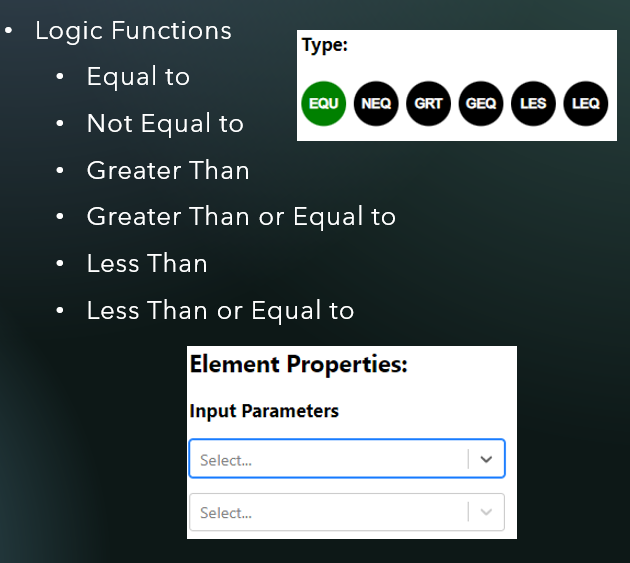 • Logic Functions
• Equal to
• Not Equal to
• Greater Than
• Greater Than or Equal to
• Less Than
• Less Than or Equal to
Type:
EQU NEQ GRT GEQ LES LEQ
Element Properties:
Input Parameters
Select...
Select...